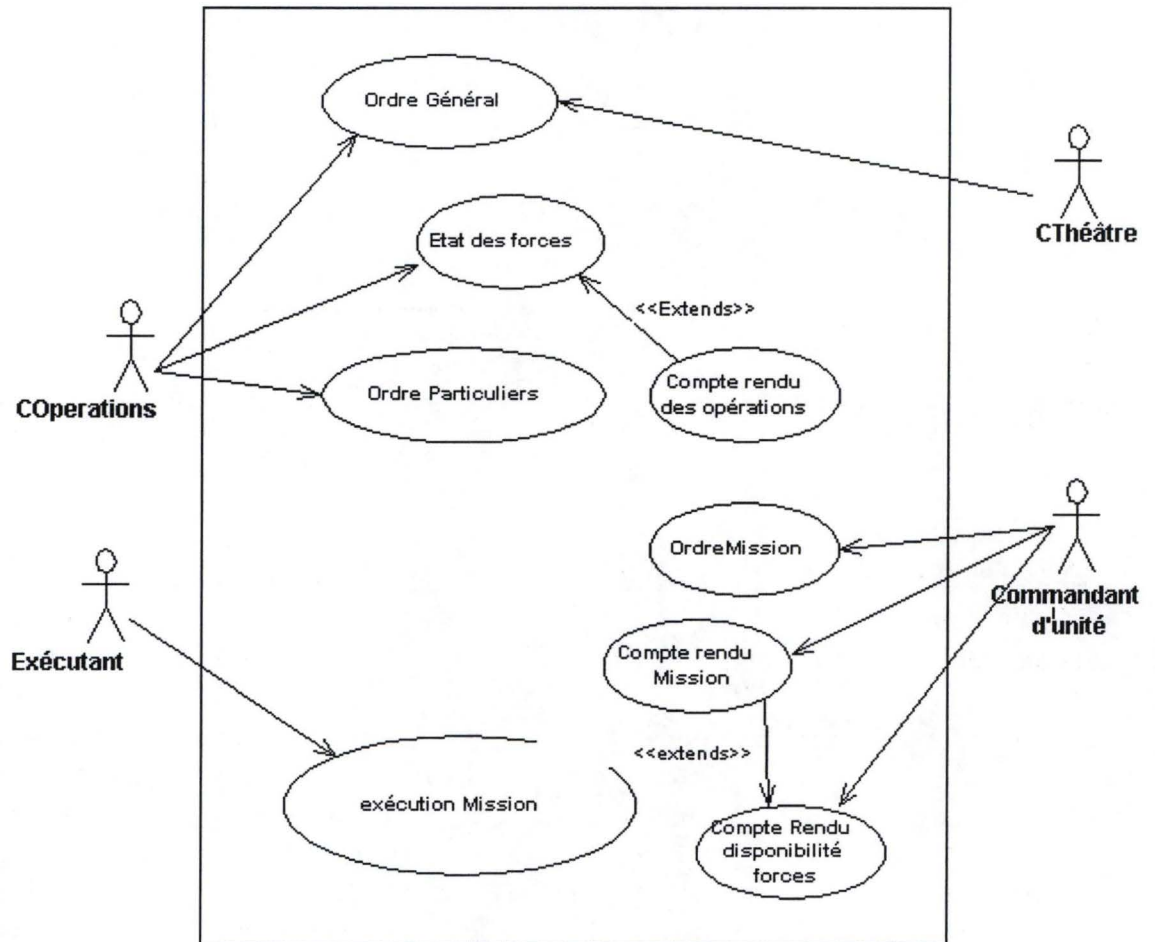 Ordre Général
CThéâtre
Etat des forces
<<Extends>>
COperations
Ordre Particuliers
Compte rendu
des opérations
OrdreMission
Commandant
d'unité
Exécutant
Compte rendu
Mission
<<extends>>
exécution Mission
Compte Rendu
disponibilité
forces